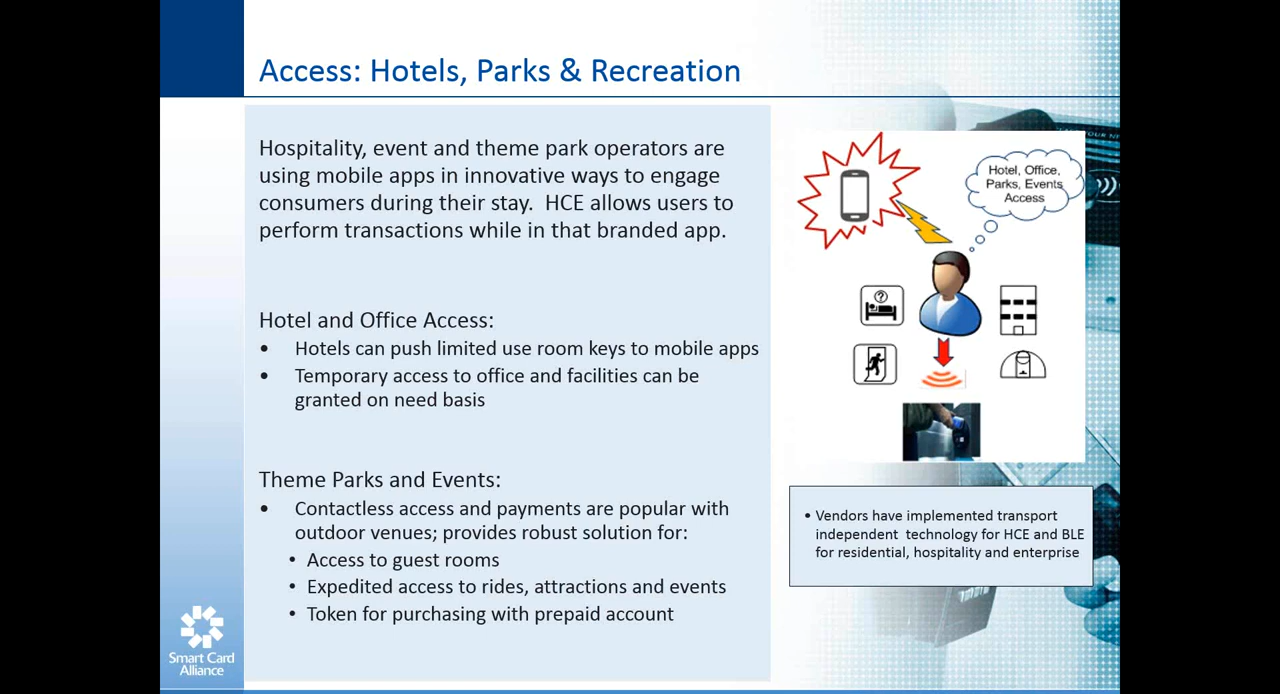 Access: Hotels, Parks & Recreation
Hospitality, event and theme park operators are
using mobile apps in innovative ways to engage
consumers during their stay.  HCE allows users to
perform transactions while in that branded app.
Hotel and Office Access:
• Hotels can push limited use room keys to mobile apps
• Temporary access to office and facilities can be
granted on need basis
Theme Parks and Events:
• Contactless access and payments are popular with
outdoor venues; provides robust solution for:
• Access to guest rooms
• Expedited access to rides, attractions and events
• Token for purchasing with prepaid account
Hotel, Office,
Parks, Events
Access
?
• Vendors have implemented transport
independent  technology for HCE and BLE
for residential, hospitality and enterprise
Smart Card
Alliance